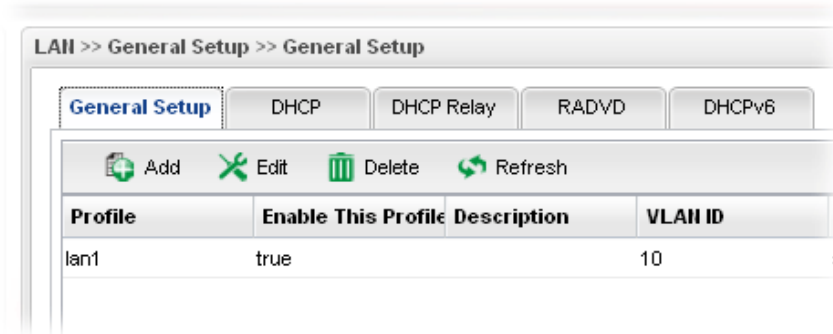 LAN >> General Setup >> General Setup
General Setup DHCP DHCP Relay RADVD DHCPv6
Add Edit Delete Refresh
Profile Enable This Profile Description VLAN ID
lan1 true 10